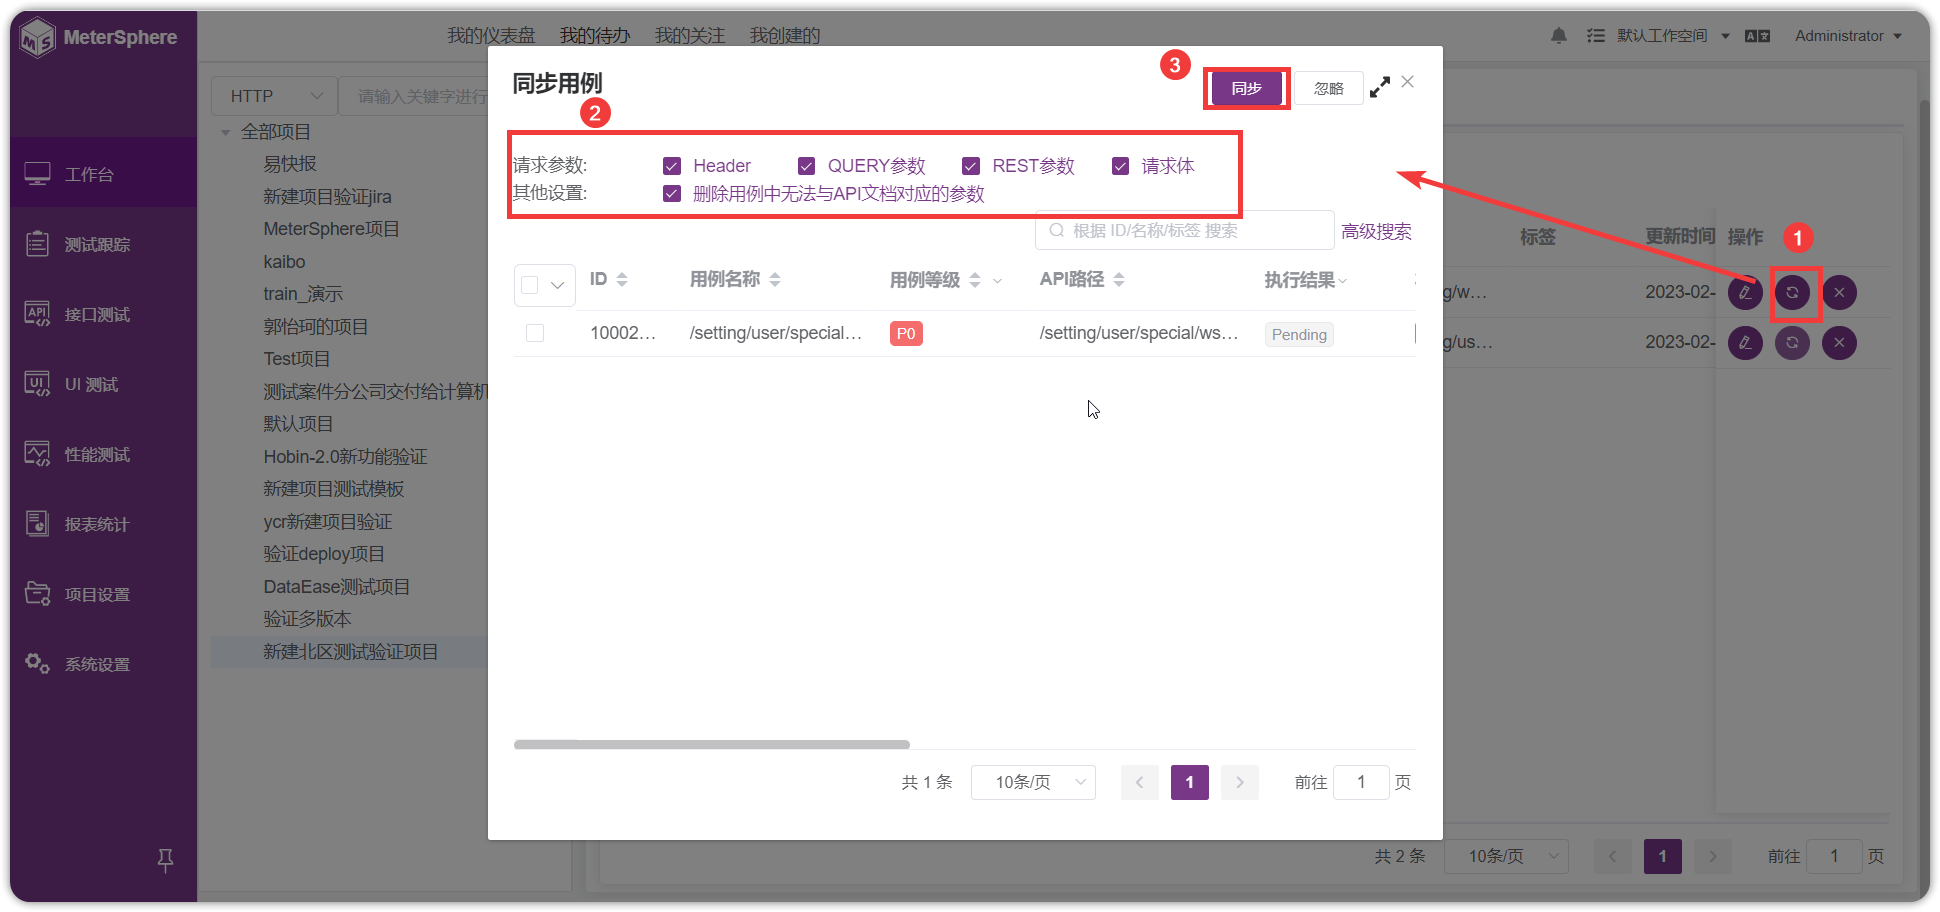 MeterSphere
我的仪表盘 我的待办 我的关注 我创建的
默认工作空间 Administrator
工作台
测试跟踪
接口测试
UI 测试
性能测试
报表统计
项目设置
系统设置
HTTP 请输入关键字进行
全部项目
易快报
新建项目验证jira
MeterSphere项目
kaibo
train_演示
郭怡珂的项目
Test项目
测试案件分公司交付给计算机
默认项目
Hobin-2.0新功能验证
新建项目测试模板
ycr新建项目验证
验证deploy项目
DataEase测试项目
验证多版本
新建北区测试验证项目
同步用例
2
3
同步 忽略
请求参数: Header QUERY参数 REST参数 请求体
其他设置: 删除用例中无法与API文档对应的参数
根据 ID/名称/标签 搜索 高级搜索
ID 用例名称 用例等级 API路径 执行结果
10002... /setting/user/special... P0 /setting/user/special/ws... Pending
共 1 条 10条/页 1 前往 1 页
标签 更新时间 操作 1
g/w... 2023-02-
g/us... 2023-02-
共 2 条 10条/页 1 前往 1 页